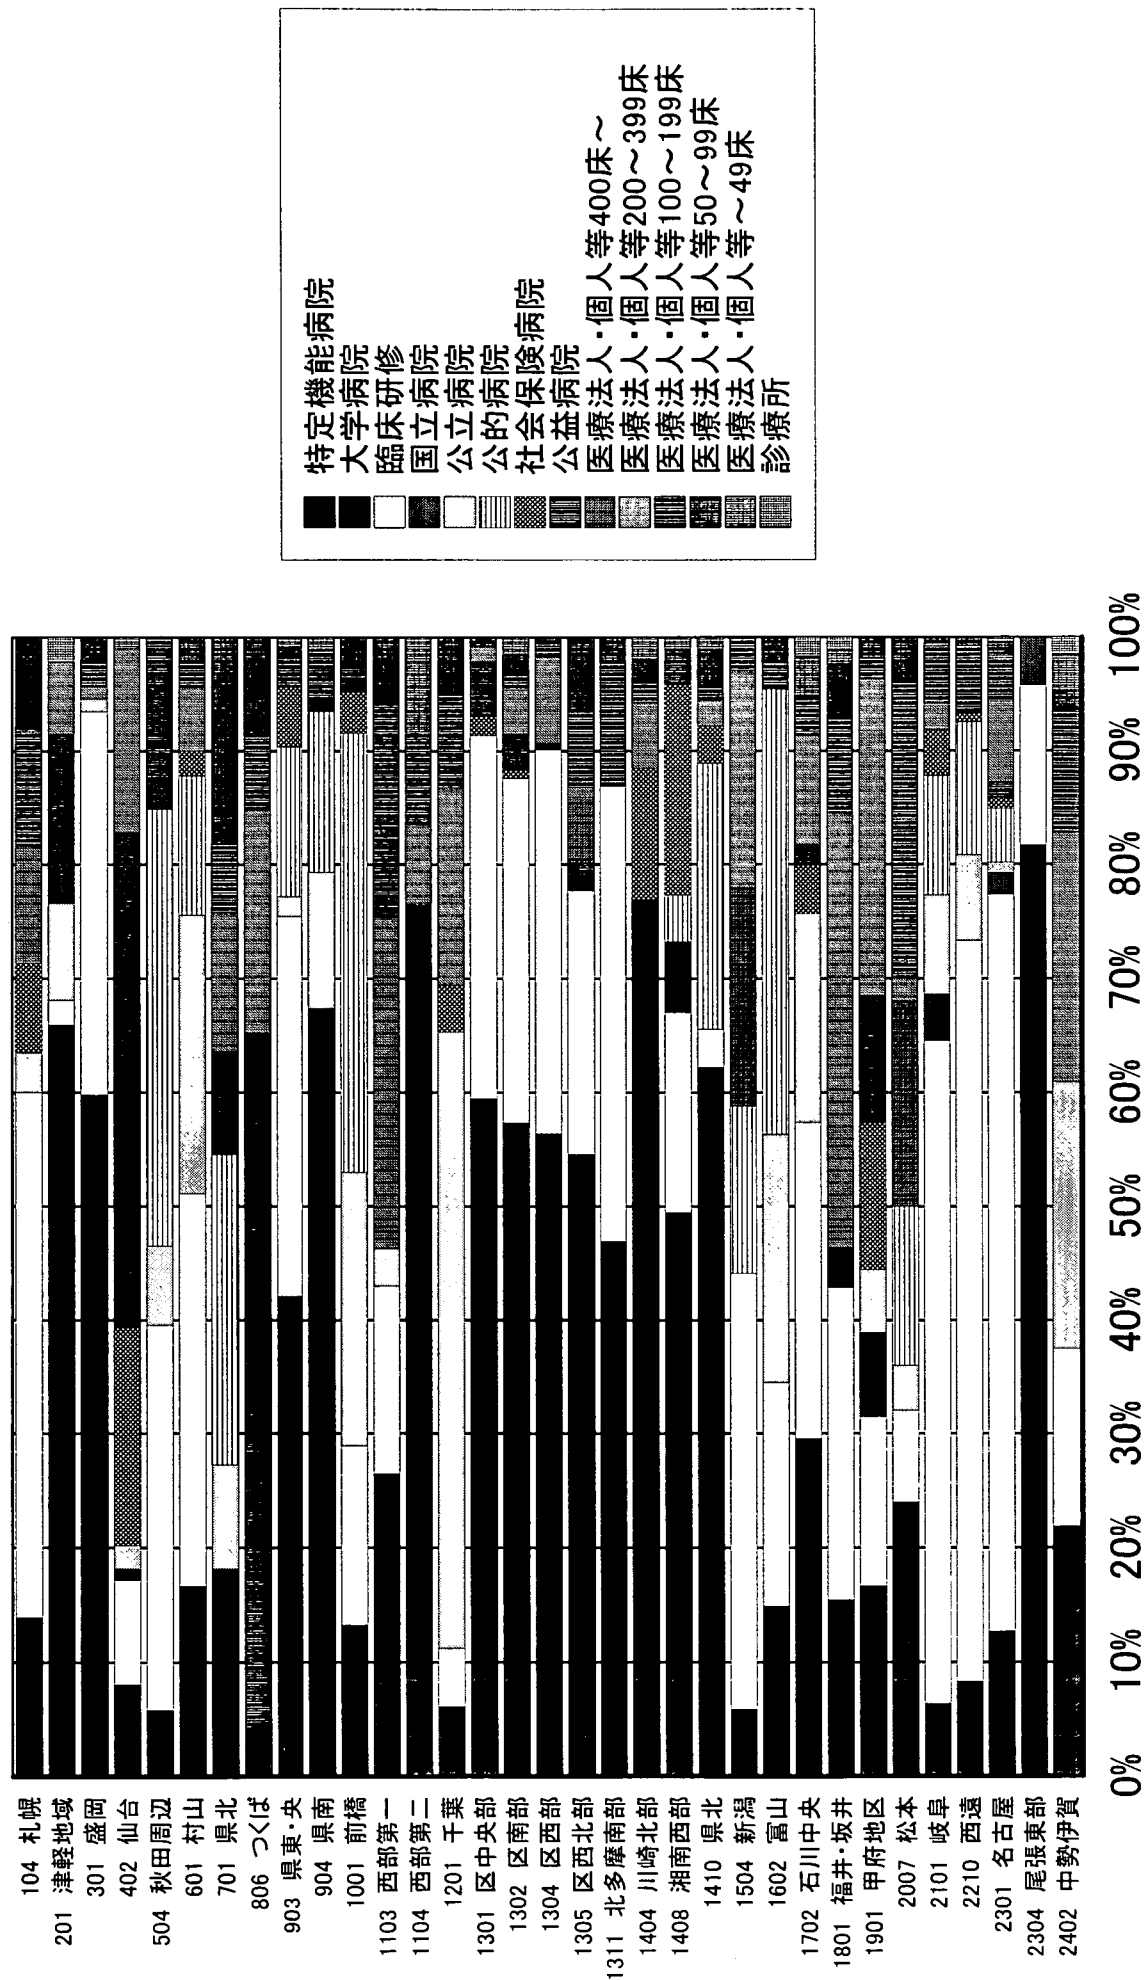 104 札幌
201 津軽地域
301 盛岡
402 仙台
504 秋田周辺
601 村山
701 県北
806 つくば
903 県東・央
904 県南
1001 前橋
1103 西部第一
1104 西部第二
1201 千葉
1301 区中央部
1302 区南部
1304 区西部
1305 区西北部
1311 北多摩南部
1404 川崎北部
1408 湘南西部
1410 県北
1504 新潟
1602 富山
1702 石川中央
1801 福井・坂井
1901 甲府地区
2007 松本
2101 岐阜
2210 西遠
2301 名古屋
2304 尾張東部
2402 中勢伊賀
0% 10% 20% 30% 40% 50% 60% 70% 80% 90% 100%
特定機能病院
大学病院
臨床研修
国立病院
公立病院
公的病院
社会保険病院
公益病院
医療法人・個人等400床～
医療法人・個人等200～399床
医療法人・個人等100～199床
医療法人・個人等50～99床
医療法人・個人等～49床
診療所